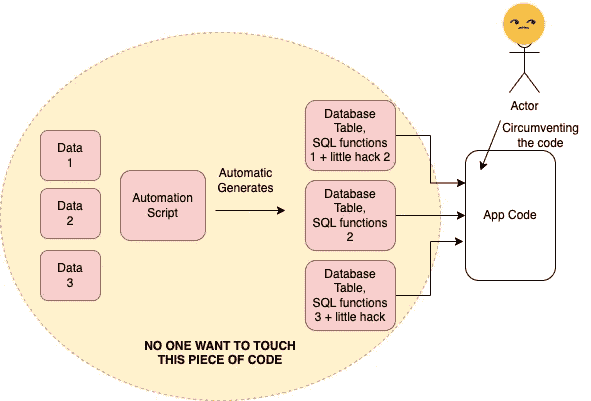 Data
1
Data
2
Data
3
Automation
Script
Automatic
Generates
Database
Table,
SQL functions
1 + little hack 2
Database
Table,
SQL functions
2
Database
Table,
SQL functions
3 + little hack
NO ONE WANT TO TOUCH
THIS PIECE OF CODE
Actor
Circumventing
the code
App Code